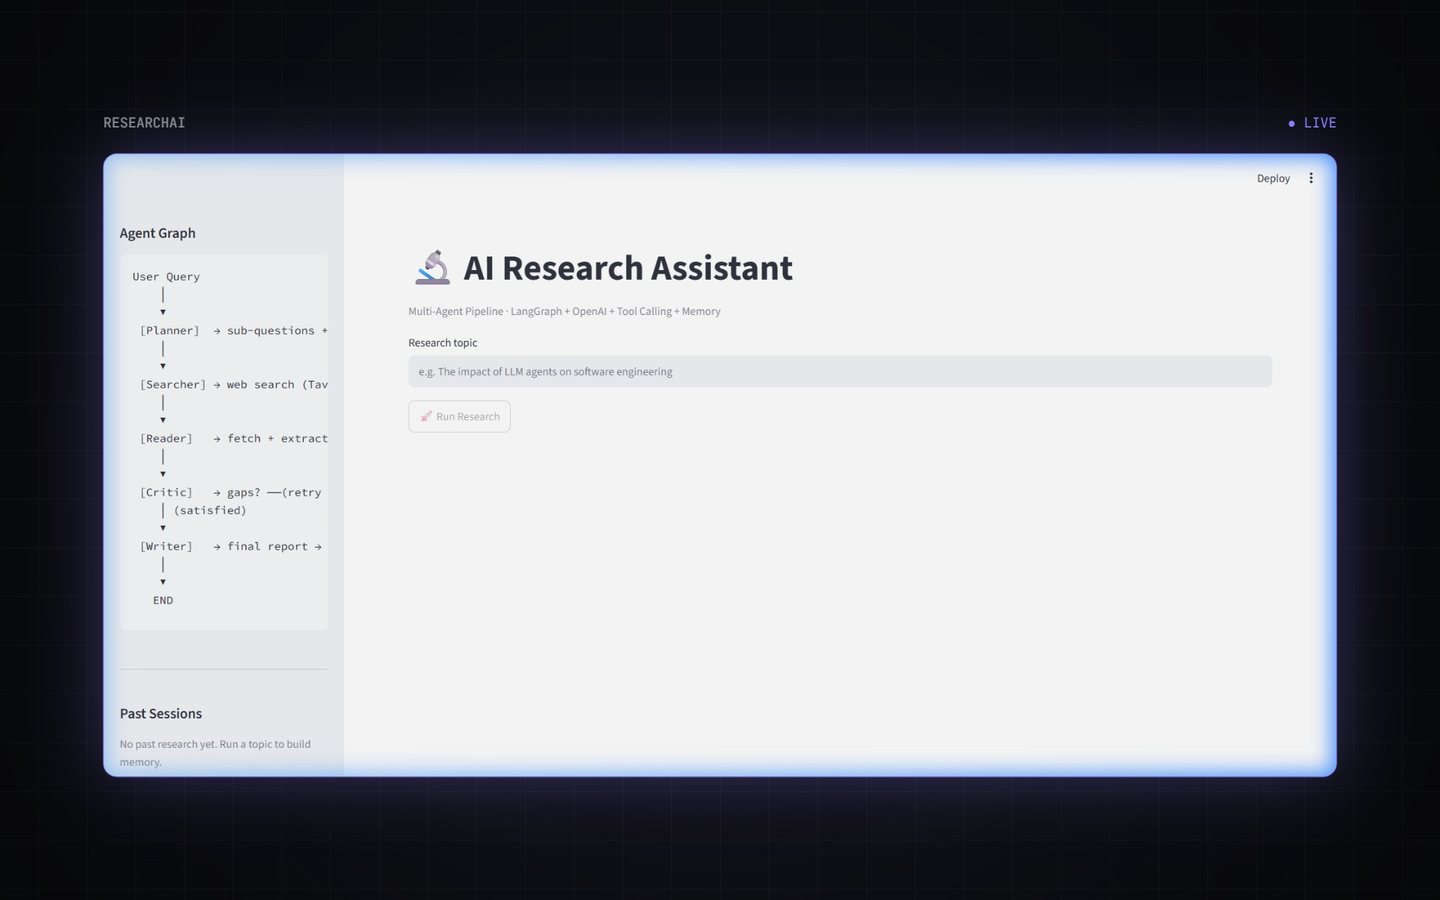 RESEARCHAI
● LIVE
Deploy
Agent Graph
User Query
[Planner] → sub-questions +
[Searcher] → web search (Tav
[Reader] → fetch + extract
[Critic] → gaps? ──(retry
(satisfied)
[Writer] → final report →
END
Past Sessions
No past research yet. Run a topic to build
memory.
AI Research Assistant
Multi-Agent Pipeline · LangGraph + OpenAI + Tool Calling + Memory
Research topic
e.g. The impact of LLM agents on software engineering
Run Research